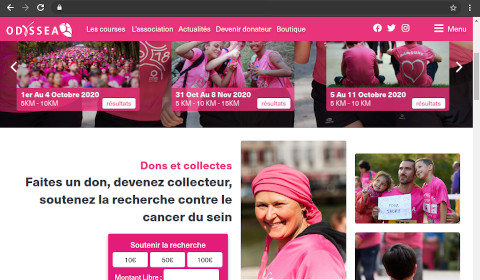 ODYSSEA
Les courses L'association Actualités Devenir donateur Boutique
Menu
1er Au 4 Octobre 2020
5KM - 10KM
résultats
31 Oct Au 8 Nov 2020
5 KM - 10 KM - 15KM
résultats
5 Au 11 Octobre 2020
5 KM - 10KM
résultats
Dons et collectes
Faites un don, devenez collecteur,
soutenez la recherche contre le
cancer du sein
Soutenir la recherche
10€ 50€ 100€
Montant Libre :